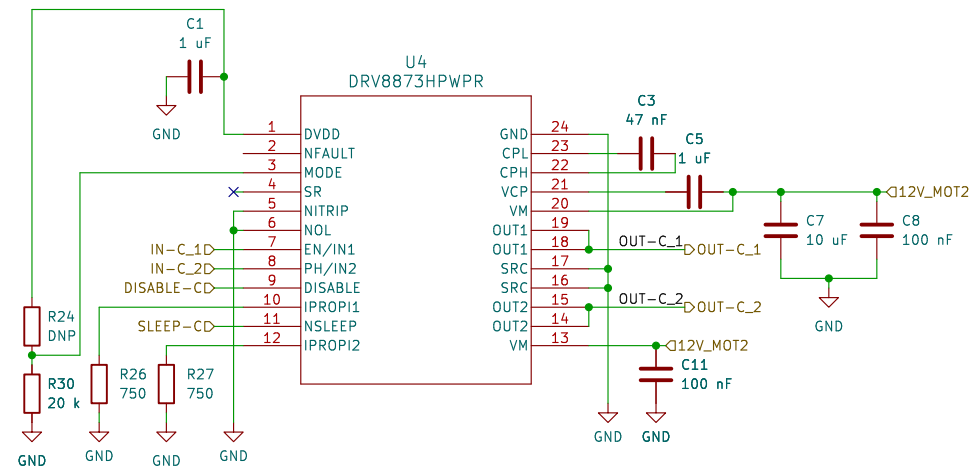 C1
1 uF
GND
U4
DRV8873HPWPR
1
DVDD
2
NFAULT
3
MODE
4
SR
5
NITRIP
6
NOL
IN-C_1
7
EN/IN1
IN-C_2
8
PH/IN2
DISABLE-C
9
DISABLE
10
IPROPI1
SLEEP-C
11
NSLEEP
12
IPROPI2
GND
24
CPL
23
CPH
22
VCP
21
VM
20
OUT1
19
OUT1
18
SRC
17
SRC
16
OUT2
15
OUT2
14
VM
13
C3
47 nF
C5
1 uF
12V_MOT2
C7
10 uF
C8
100 nF
GND
OUT-C_1
OUT-C_1
OUT-C_2
OUT-C_2
12V_MOT2
C11
100 nF
GND
GND
R24
DNP
R30
20 k
R26
750
R27
750
GND
GND
GND
GND